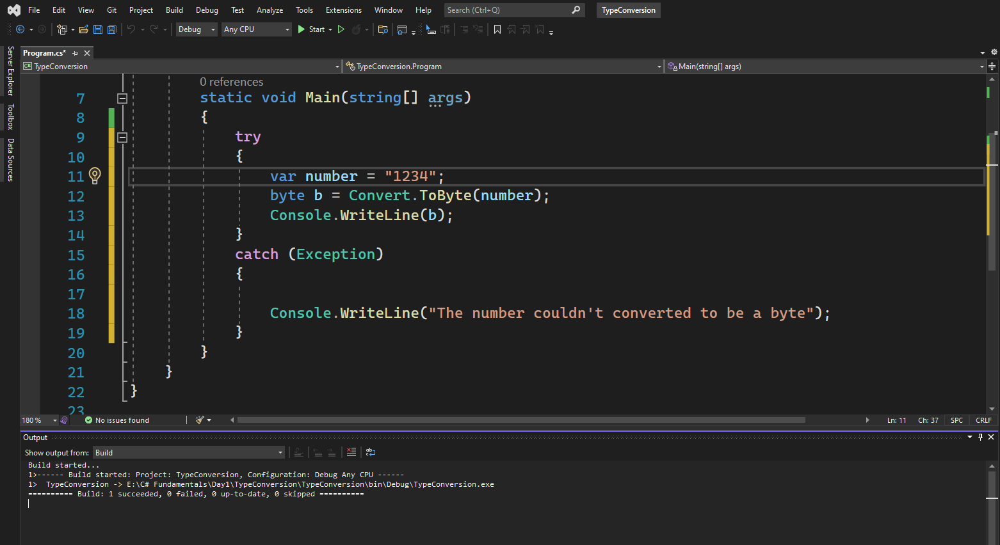 File Edit View Git Project Build Debug Test Analyze Tools Extensions Window Help Search (Ctrl+Q) TypeConversion
Debug Any CPU Start
Server Explorer
Toolbox
Data Sources
Program.cs*
C# TypeConversion TypeConversion.Program Main(string[] args)
0 references
7 static void Main(string[] args)
8 {
9 try
10 {
11 var number = "1234";
12 byte b = Convert.ToByte(number);
13 Console.WriteLine(b);
14 }
15 catch (Exception)
16 {
17
18 Console.WriteLine("The number couldn't converted to be a byte");
19 }
20 }
21 }
22 }
23
180 % No issues found Ln: 11 Ch: 37 SPC CRLF
Output
Show output from: Build
Build started...
1>------ Build started: Project: TypeConversion, Configuration: Debug Any CPU ------
1> TypeConversion -> E:\C# Fundamentals\Day1\TypeConversion\TypeConversion\bin\Debug\TypeConversion.exe
========== Build: 1 succeeded, 0 failed, 0 up-to-date, 0 skipped ==========